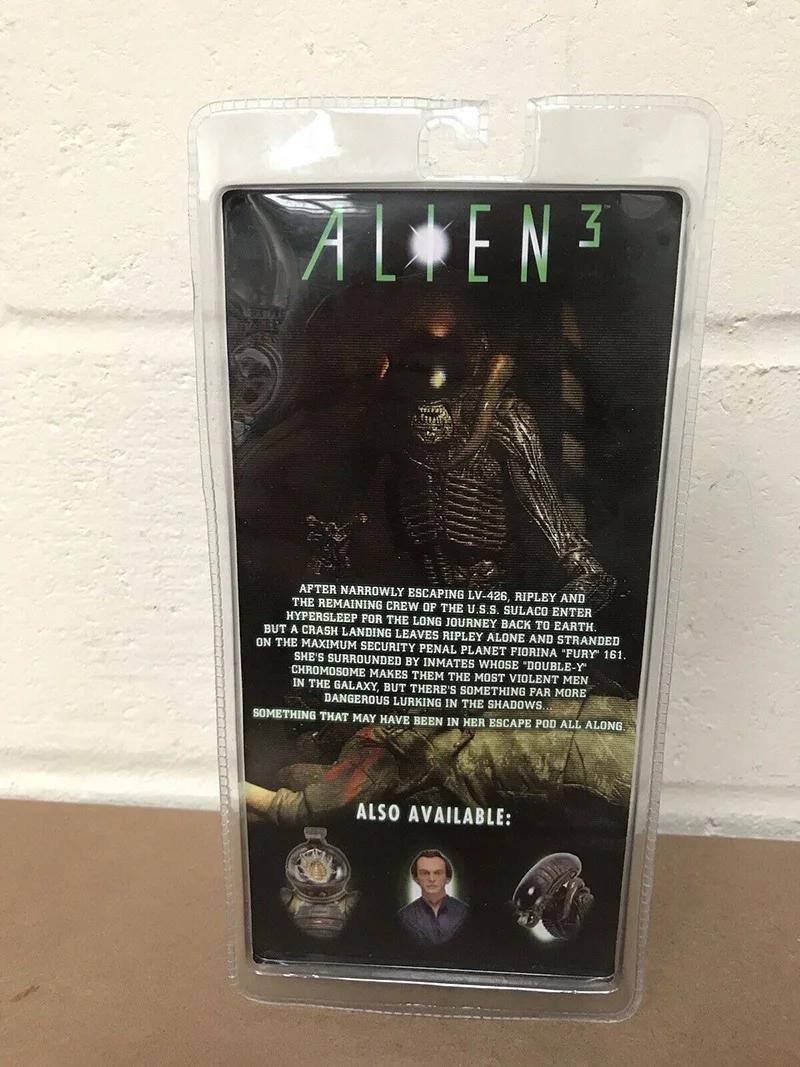 ALIEN 3™
AFTER NARROWLY ESCAPING LV-426, RIPLEY AND
THE REMAINING CREW OF THE U.S.S. SULACO ENTER
HYPERSLEEP FOR THE LONG JOURNEY BACK TO EARTH.
BUT A CRASH LANDING LEAVES RIPLEY ALONE AND STRANDED
ON THE MAXIMUM SECURITY PENAL PLANET FIORINA "FURY" 161.
SHE'S SURROUNDED BY INMATES WHOSE "DOUBLE-Y"
CHROMOSOME MAKES THEM THE MOST VIOLENT MEN
IN THE GALAXY, BUT THERE'S SOMETHING FAR MORE
DANGEROUS LURKING IN THE SHADOWS...
SOMETHING THAT MAY HAVE BEEN IN HER ESCAPE POD ALL ALONG.
ALSO AVAILABLE: